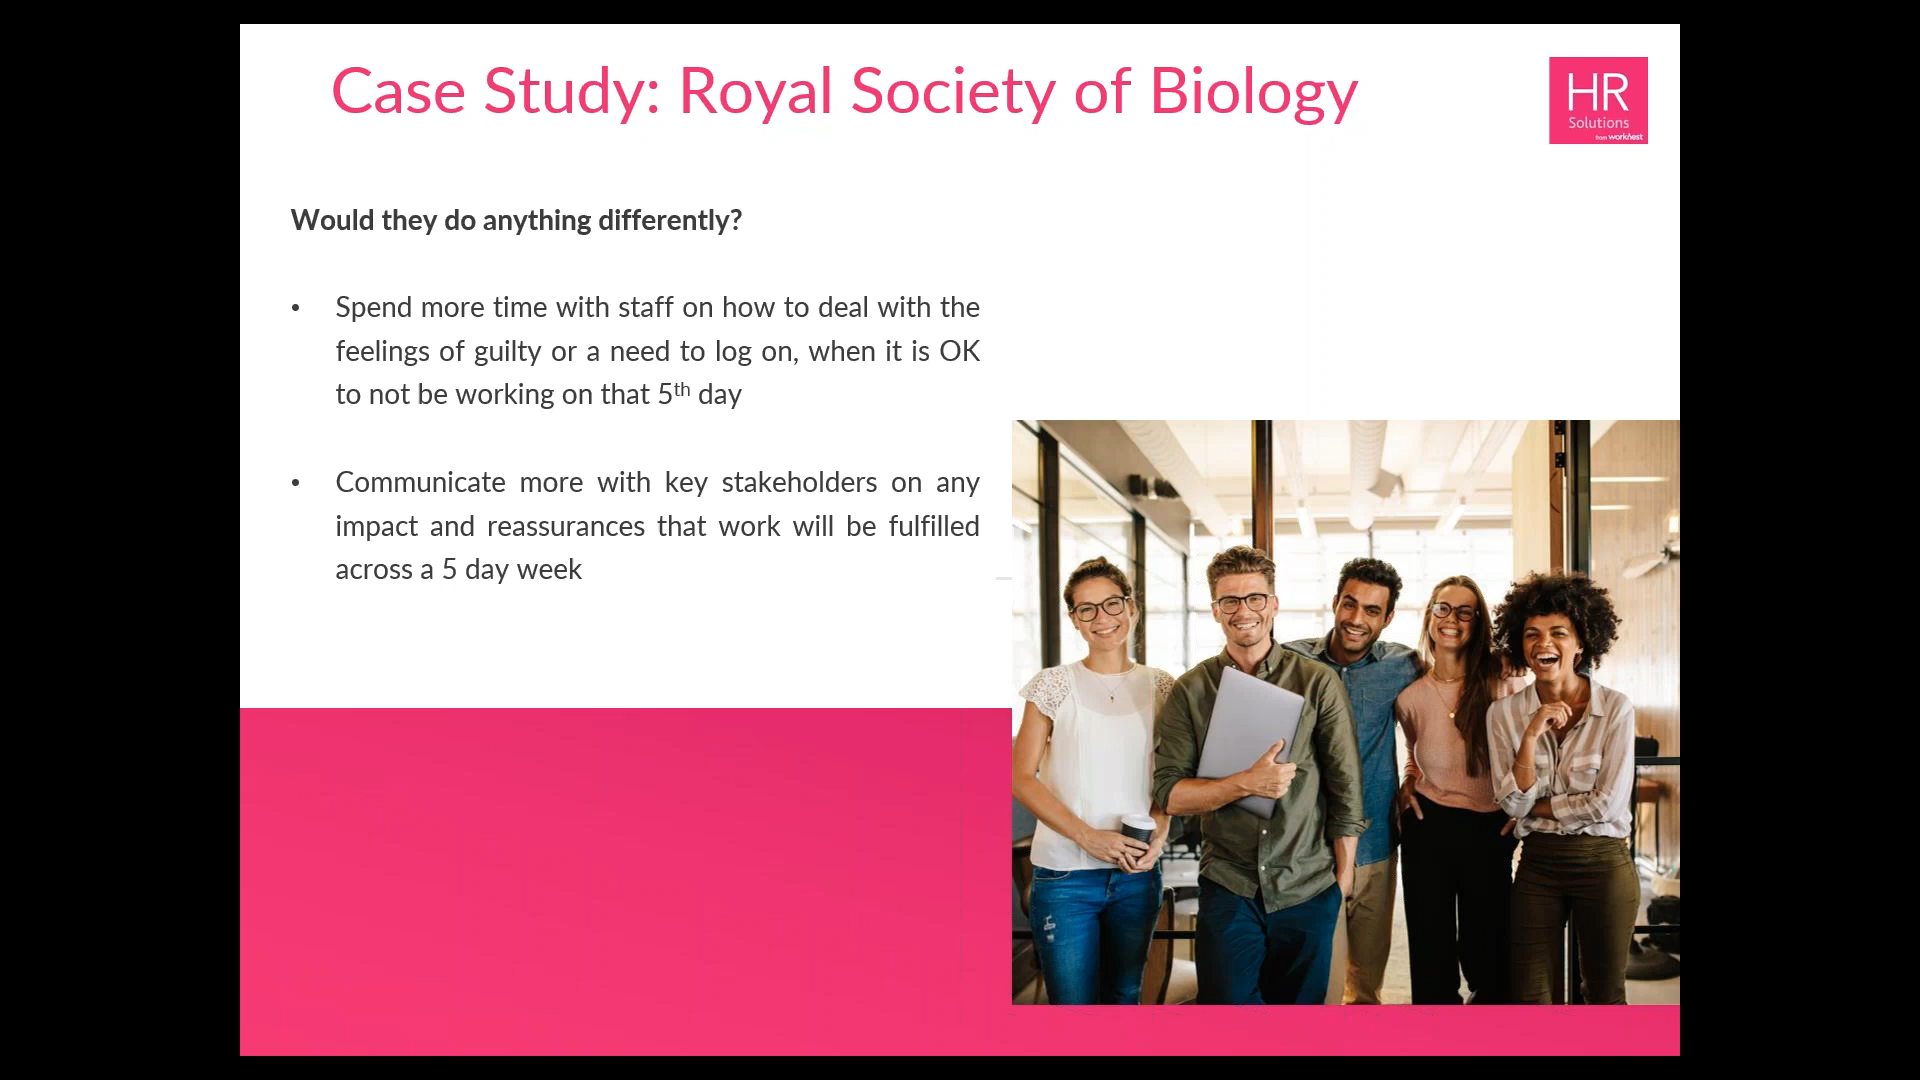 Case Study: Royal Society of Biology
HR
Solutions
from worknest
Would they do anything differently?
• Spend more time with staff on how to deal with the
feelings of guilty or a need to log on, when it is OK
to not be working on that 5th day
• Communicate more with key stakeholders on any
impact and reassurances that work will be fulfilled
across a 5 day week